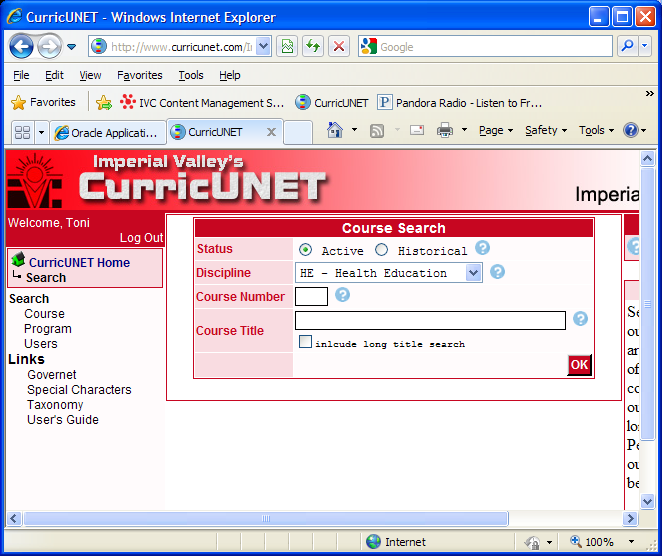 CurricUNET - Windows Internet Explorer
http://www.curricunet.com/I
Google
File Edit View Favorites Tools Help
Favorites IVC Content Management S... CurricUNET Pandora Radio - Listen to Fr...
Oracle Applicati... CurricUNET Page Safety Tools
Imperial Valley's
CurricUNET
Imperia
Welcome, Toni
Log Out
CurricUNET Home
Search
Search
Course
Program
Users
Links
Governet
Special Characters
Taxonomy
User's Guide
Course Search
Status Active Historical
Discipline HE - Health Education
Course Number
Course Title
inlcude long title search
OK
Se
ou
ar
of
co
ou
lo
Pe
ou
be
Internet 100%